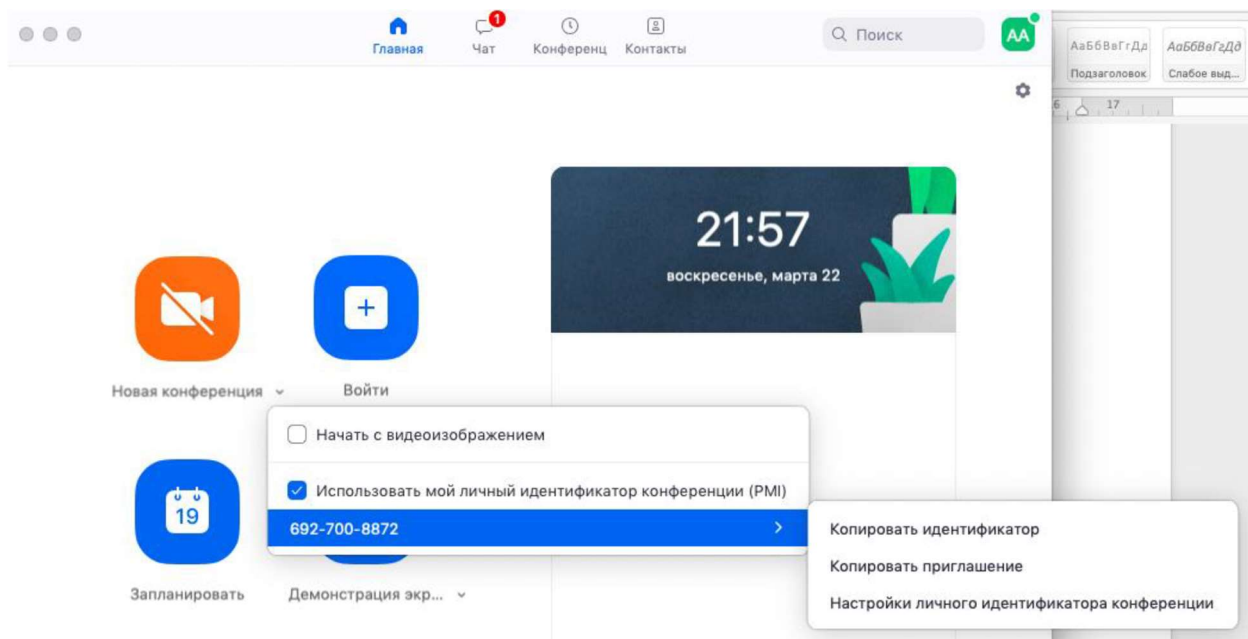 1
Главная Чат Конференц Контакты
Поиск
AA
АаБбВвГгДд АаБбВвГгДд
Подзаголовок Слабое выд...
6 17
21:57
воскресенье, марта 22
Новая конференция Войти
Начать с видеоизображением
Использовать мой личный идентификатор конференции (PMI)
692-700-8872
19
Копировать идентификатор
Копировать приглашение
Настройки личного идентификатора конференции
Запланировать Демонстрация экр...